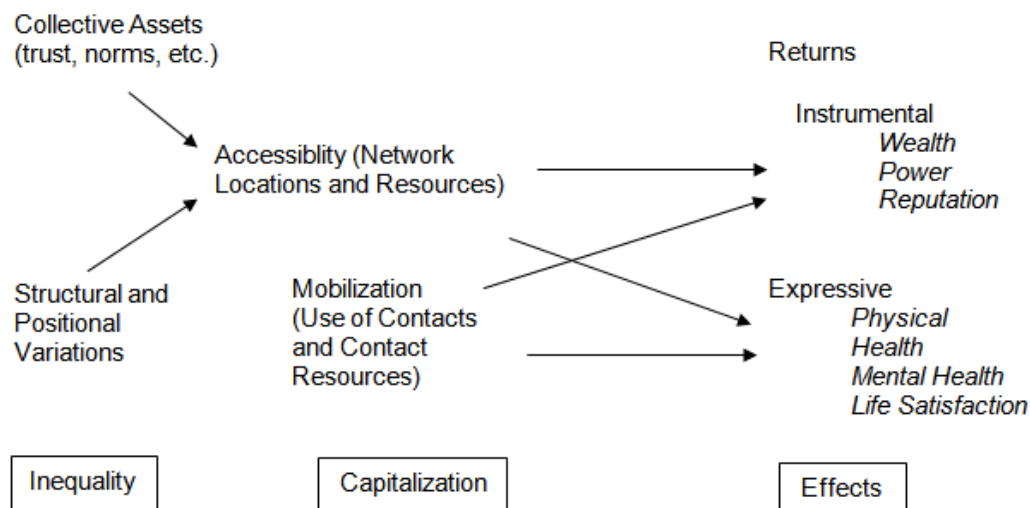 Collective Assets
(trust, norms, etc.)
Returns
Instrumental
Wealth
Power
Reputation
Accessiblity (Network
Locations and Resources)
Structural and
Positional
Variations
Mobilization
(Use of Contacts
and Contact
Resources)
Expressive
Physical
Health
Mental Health
Life Satisfaction
Inequality
Capitalization
Effects